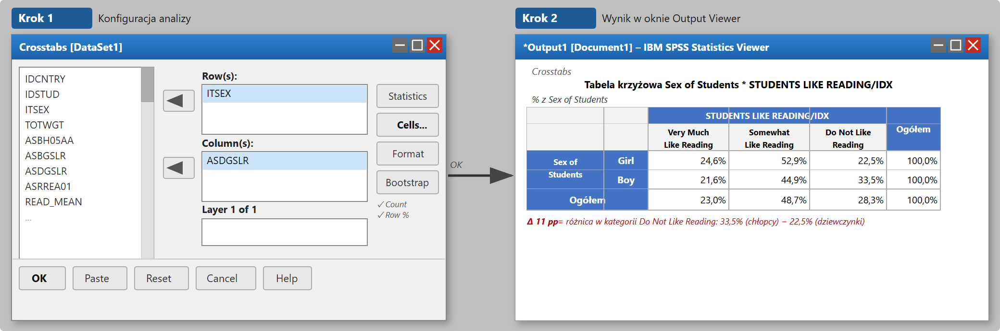 Krok 1
Konfiguracja analizy
Crosstabs [DataSet1]
IDCNTRY
IDSTUD
ITSEX
TOTWGT
ASBH05AA
ASBGSLR
ASDGSLR
ASRREA01
READ_MEAN
...
Row(s):
ITSEX
Column(s):
ASDGSLR
Layer 1 of 1
Statistics
Cells...
Format
Bootstrap
✓ Count
✓ Row %
OK
Paste
Reset
Cancel
Help
OK
Krok 2
Wynik w oknie Output Viewer
*Output1 [Document1] – IBM SPSS Statistics Viewer
Crosstabs
Tabela krzyżowa Sex of Students * STUDENTS LIKE READING/IDX
% z Sex of Students
STUDENTS LIKE READING/IDX
Ogółem
Very Much
Like Reading
Somewhat
Like Reading
Do Not Like
Reading
Sex of
Students
Girl 24,6% 52,9% 22,5% 100,0%
Boy 21,6% 44,9% 33,5% 100,0%
Ogółem 23,0% 48,7% 28,3% 100,0%
Δ 11 pp= różnica w kategorii Do Not Like Reading: 33,5% (chłopcy) − 22,5% (dziewczynki)